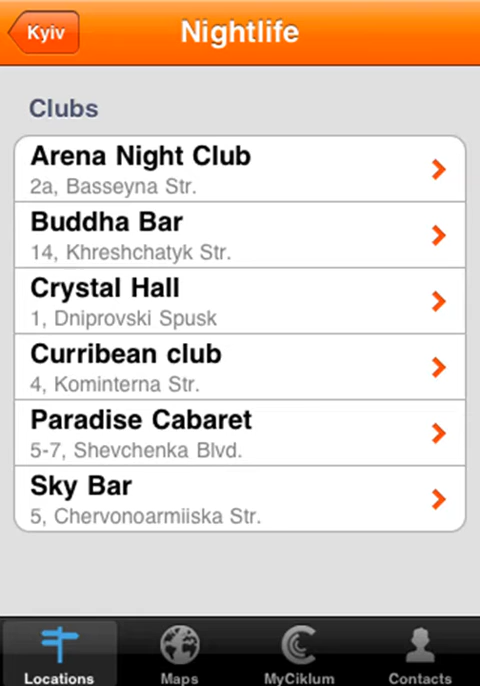 Kyiv
Nightlife
Clubs
Arena Night Club
2a, Basseyna Str.
Buddha Bar
14, Khreshchatyk Str.
Crystal Hall
1, Dniprovski Spusk
Curribean club
4, Kominterna Str.
Paradise Cabaret
5-7, Shevchenka Blvd.
Sky Bar
5, Chervonoarmiiska Str.
Locations
Maps
MyCiklum
Contacts